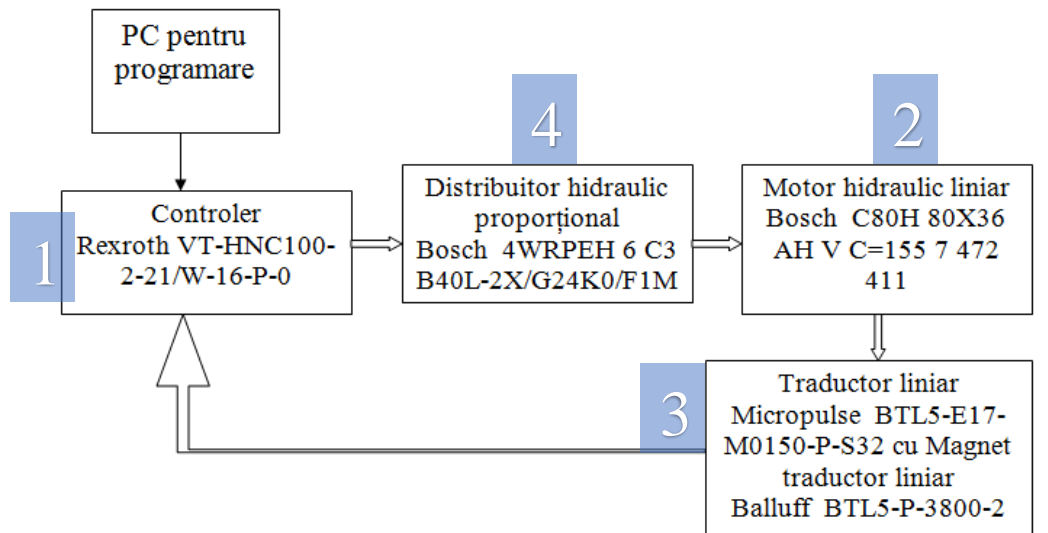 PC pentru
programare
1
Controler
Rexroth VT-HNC100-
2-21/W-16-P-0
4
Distribuitor hidraulic
proporțional
Bosch 4WRPEH 6 C3
B40L-2X/G24K0/F1M
2
Motor hidraulic liniar
Bosch C80H 80X36
AH V C=155 7 472
411
3
Traductor liniar
Micropulse BTL5-E17-
M0150-P-S32 cu Magnet
traductor liniar
Balluff BTL5-P-3800-2